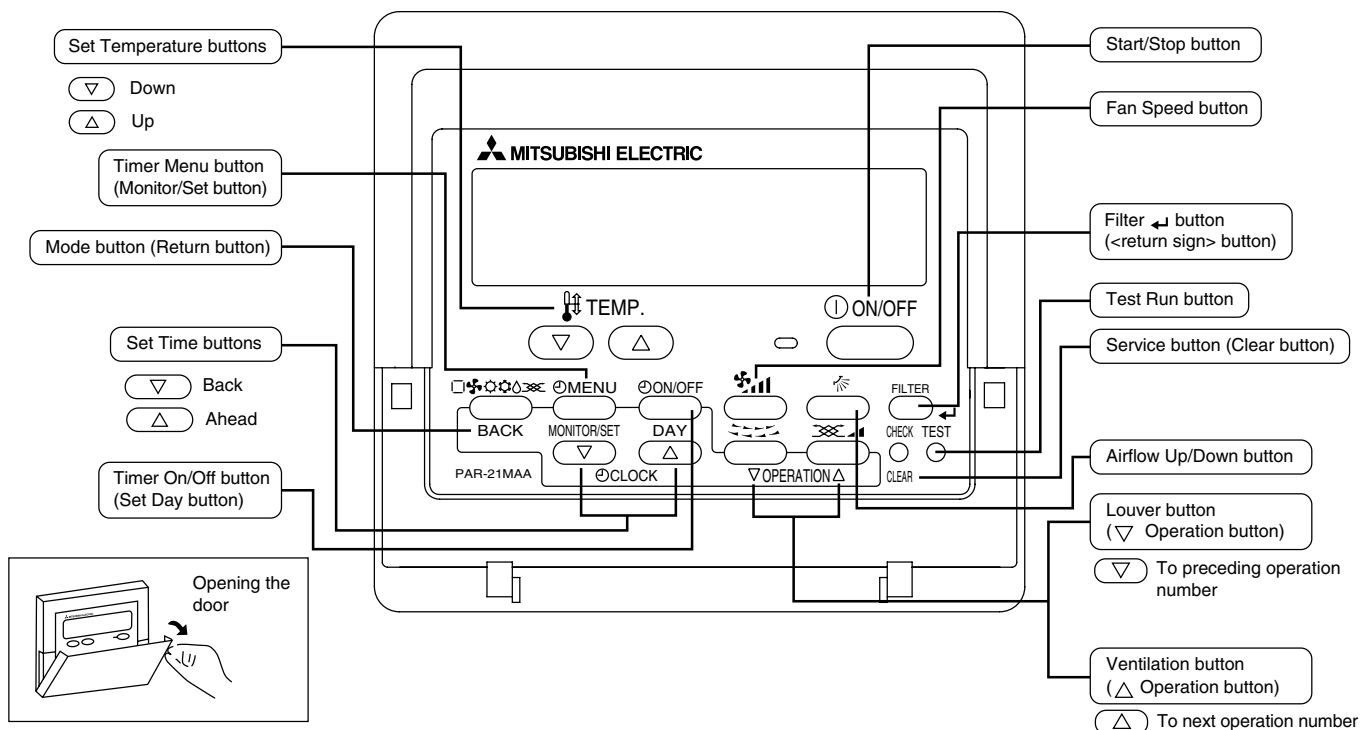 Set Temperature buttons
▽ Down
△ Up
Timer Menu button
(Monitor/Set button)
Mode button (Return button)
Set Time buttons
▽ Back
△ Ahead
Timer On/Off button
(Set Day button)
Opening the
door
MITSUBISHI ELECTRIC
TEMP.
ON/OFF
▽ △
MENU
ON/OFF
FILTER
BACK
MONITOR/SET
DAY
CHECK TEST
▽ △
PAR-21MAA
CLOCK
▽ OPERATION △
CLEAR
Start/Stop button
Fan Speed button
Filter ↵ button
(<return sign> button)
Test Run button
Service button (Clear button)
Airflow Up/Down button
Louver button
( ▽ Operation button)
▽ To preceding operation
number
Ventilation button
( △ Operation button)
△ To next operation number